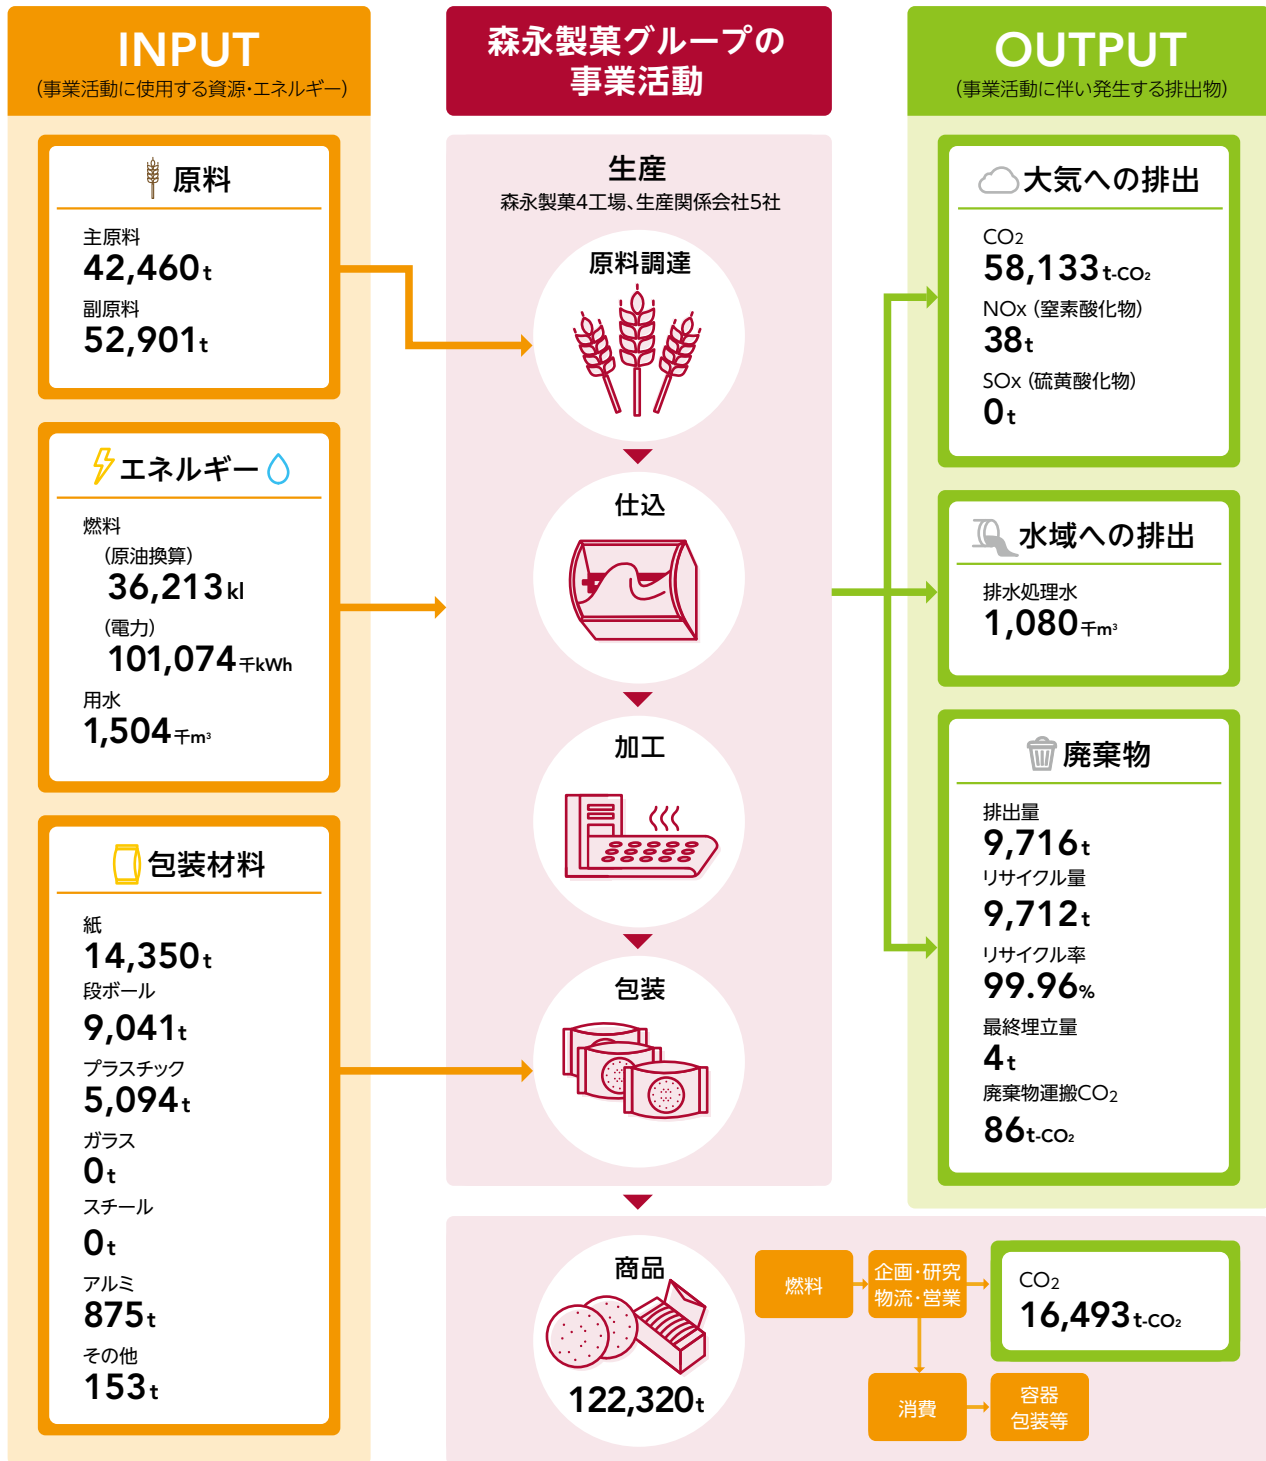 INPUT
(事業活動に使用する資源・エネルギー)
原料
主原料
42,460t
副原料
52,901t
エネルギー
燃料
(原油換算)
36,213kl
(電力)
101,074千kWh
用水
1,504千m³
包装材料
紙
14,350t
段ボール
9,041t
プラスチック
5,094t
ガラス
0t
スチール
0t
アルミ
875t
その他
153t
森永製菓グループの
事業活動
生産
森永製菓4工場、生産関係会社5社
原料調達
仕込
加工
包装
商品
122,320t
燃料
企画・研究
物流・営業
CO₂
16,493t-CO₂
消費
容器
包装等
OUTPUT
(事業活動に伴い発生する排出物)
大気への排出
CO₂
58,133t-CO₂
NOx (窒素酸化物)
38t
SOx (硫黄酸化物)
0t
水域への排出
排水処理水
1,080千m³
廃棄物
排出量
9,716t
リサイクル量
9,712t
リサイクル率
99.96%
最終埋立量
4t
廃棄物運搬CO₂
86t-CO₂